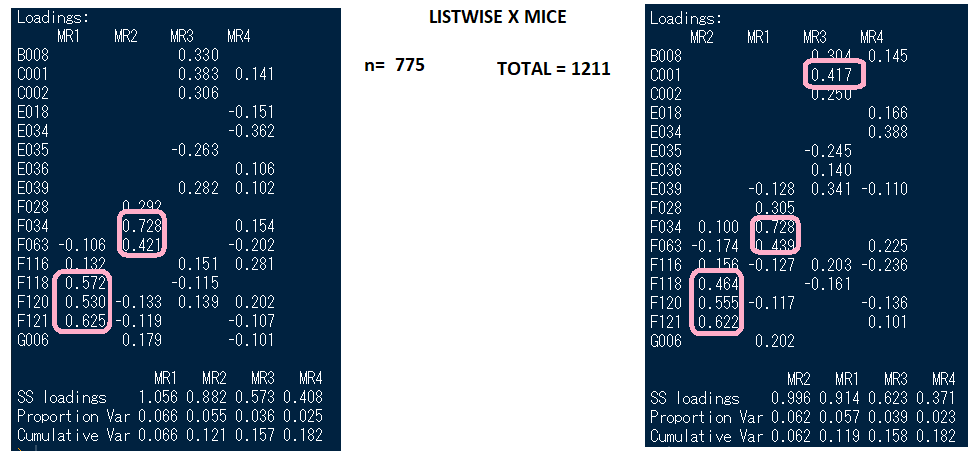 LISTWISE X MICE
n= 775 TOTAL = 1211
Loadings:
MR1 MR2 MR3 MR4
B008 0.330
C001 0.383 0.141
C002 0.306
E018 -0.151
E034 -0.362
E035 -0.263
E036 0.106
E039 0.282 0.102
F028 0.292
F034 0.728 0.154
F063 -0.106 0.421 -0.202
F116 0.132 0.151 0.281
F118 0.572 -0.115
F120 0.530 -0.133 0.139 0.202
F121 0.625 -0.119 -0.107
G006 0.179 -0.101
MR1 MR2 MR3 MR4
SS loadings 1.056 0.882 0.573 0.408
Proportion Var 0.066 0.055 0.036 0.025
Cumulative Var 0.066 0.121 0.157 0.182
Loadings:
MR2 MR1 MR3 MR4
B008 0.304 0.145
C001 0.417
C002 0.250
E018 0.166
E034 0.388
E035 -0.245
E036 0.140
E039 -0.128 0.341 -0.110
F028 0.305
F034 0.100 0.728
F063 -0.174 0.439 0.225
F116 0.156 -0.127 0.203 -0.236
F118 0.464 -0.161
F120 0.555 -0.117 -0.136
F121 0.622 0.101
G006 0.202
MR2 MR1 MR3 MR4
SS loadings 0.996 0.914 0.623 0.371
Proportion Var 0.062 0.057 0.039 0.023
Cumulative Var 0.062 0.119 0.158 0.182